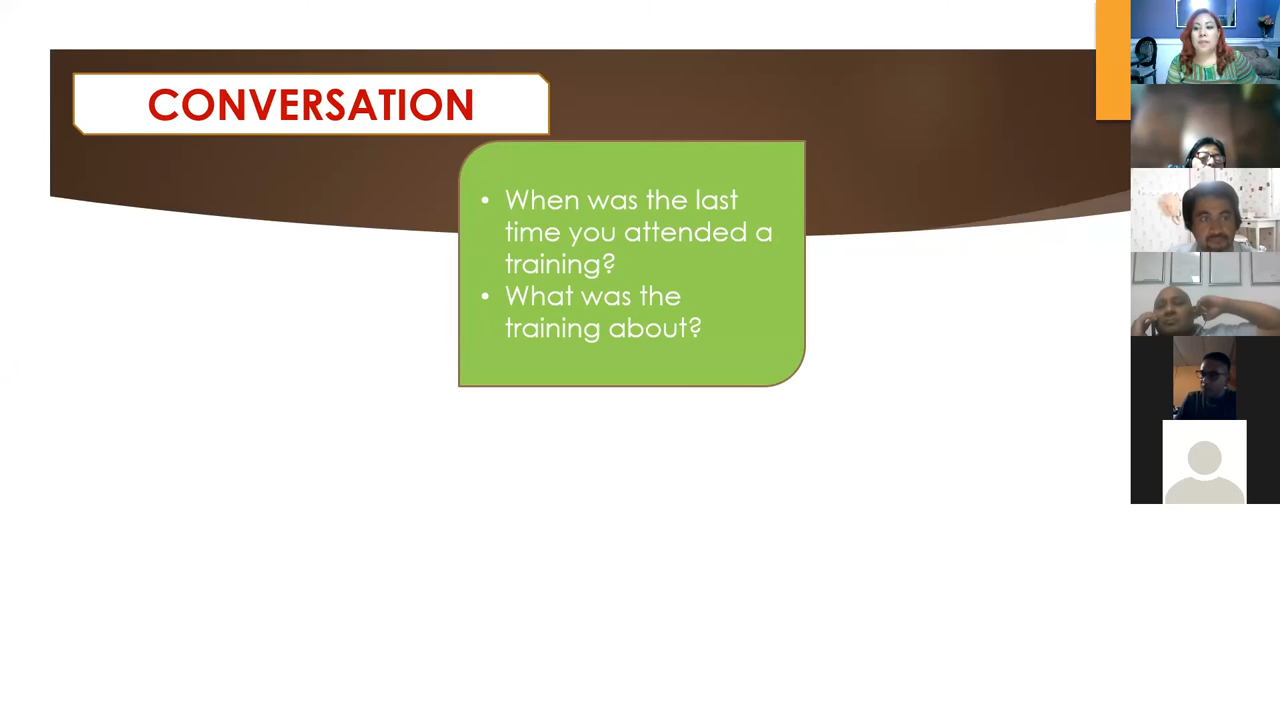 CONVERSATION
• When was the last
time you attended a
training?
• What was the
training about?